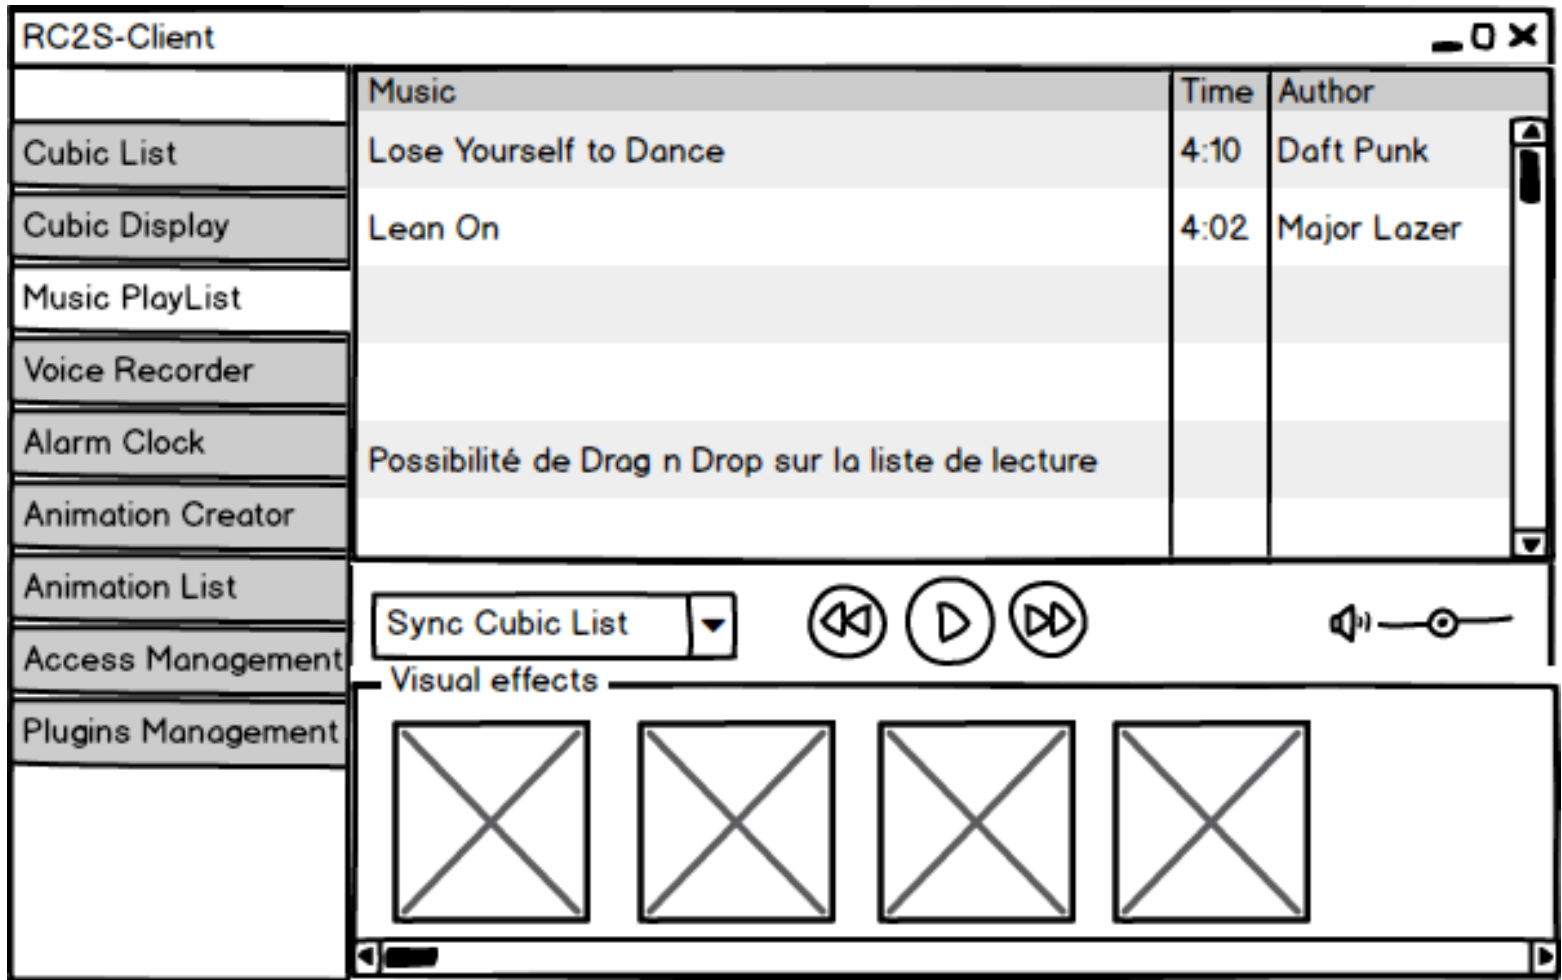 RC2S-Client
Cubic List
Cubic Display
Music PlayList
Voice Recorder
Alarm Clock
Animation Creator
Animation List
Access Management
Plugins Management
Music Time Author
Lose Yourself to Dance 4:10 Daft Punk
Lean On 4:02 Major Lazer
Possibilité de Drag n Drop sur la liste de lecture
Sync Cubic List
Visual effects